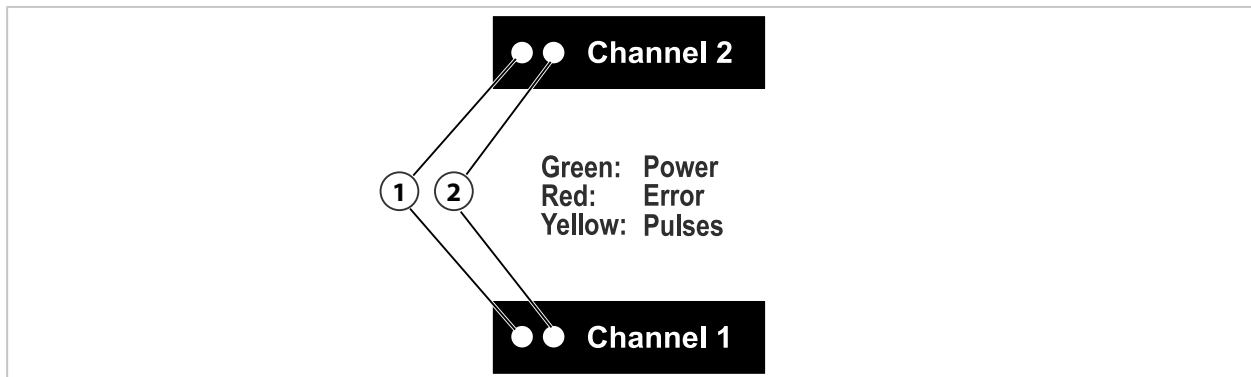 Channel 2
1 2
Green: Power
Red: Error
Yellow: Pulses
Channel 1